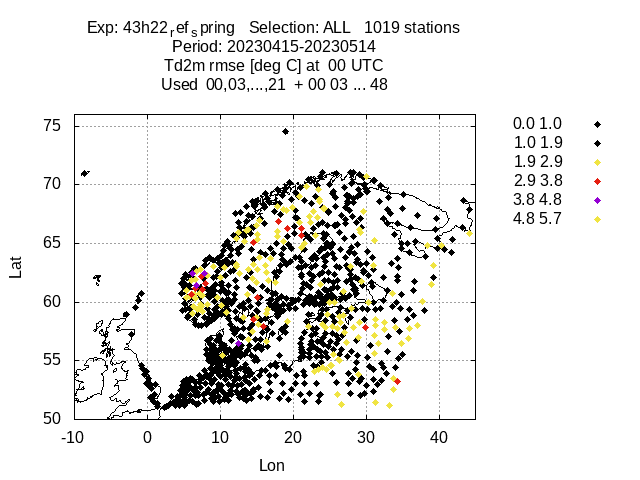 Exp: 43h22refspring Selection: ALL 1019 stations
Period: 20230415-20230514
Td2m rmse [deg C] at 00 UTC
Used 00,03,...,21 + 00 03 ... 48
0.0 1.0
1.0 1.9
1.9 2.9
2.9 3.8
3.8 4.8
4.8 5.7
Lat
75
70
65
60
55
50
-10 0 10 20 30 40
Lon